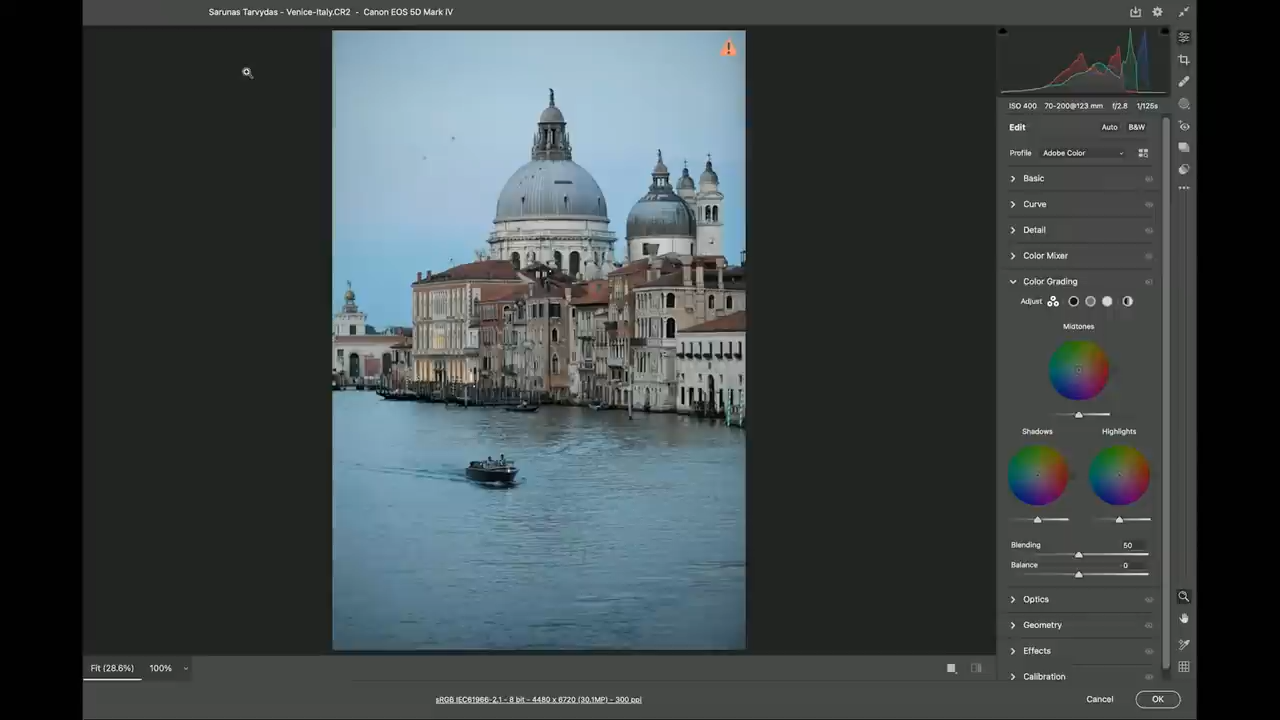 Sarunas Tarvydas - Venice-Italy.CR2 - Canon EOS 5D Mark IV
ISO 400 70-200@123 mm f/2.8 1/125s
Edit Auto B&W
Profile Adobe Color
Basic
Curve
Detail
Color Mixer
Color Grading
Adjust
Midtones
Shadows Highlights
Blending 50
Balance 0
Optics
Geometry
Effects
Calibration
Fit (28.6%) 100%
sRGB IEC61966-2.1 - 8 bit - 4480 x 6720 (30.1MP) - 300 ppi
Cancel OK